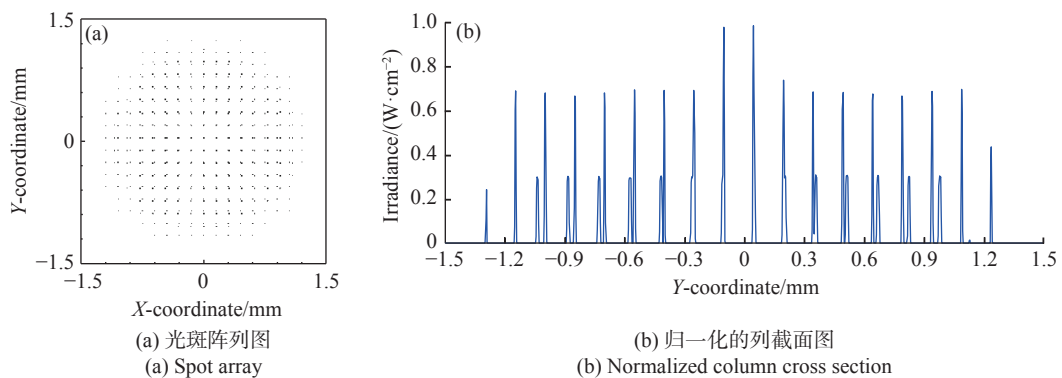 1.5
(a)
0
−1.5
−1.5
0
1.5
Y-coordinate/mm
X-coordinate/mm
(a) 光斑阵列图
(a) Spot array
1.0
(b)
0.8
0.6
0.4
0.2
0
Irradiance/(W·cm⁻²)
−1.5 −1.2 −0.9 −0.6 −0.3 0 0.3 0.6 0.9 1.2 1.5
Y-coordinate/mm
(b) 归一化的列截面图
(b) Normalized column cross section